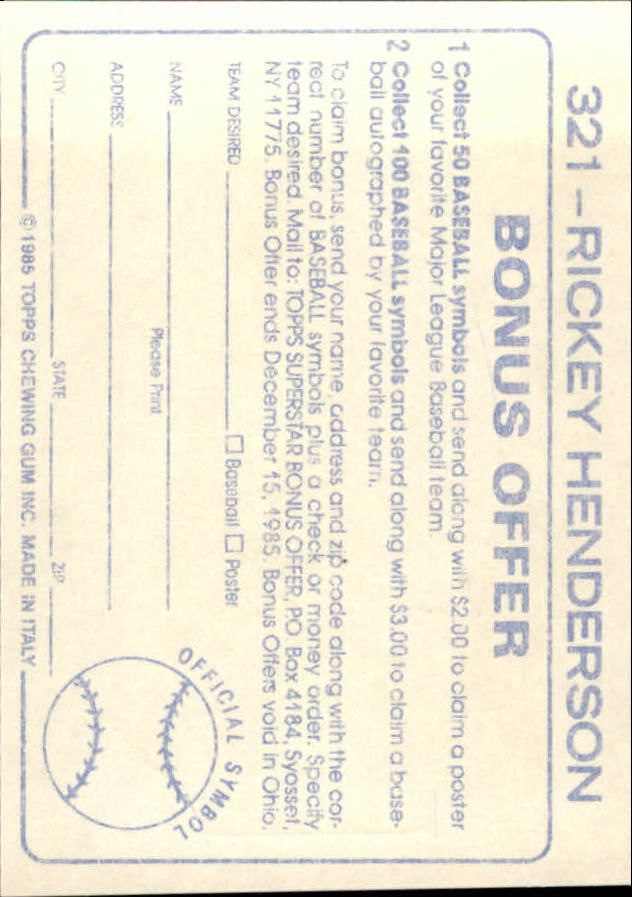 321 – RICKEY HENDERSON
BONUS OFFER
1 Collect 50 BASEBALL symbols and send along with $2.00 to claim a poster
of your favorite Major League Baseball team.
2 Collect 100 BASEBALL symbols and send along with $3.00 to claim a base-
ball autographed by your favorite team.
To claim bonus, send your name, address and zip code along with the cor-
rect number of BASEBALL symbols plus a check or money order. Specify
team desired. Mail to: TOPPS SUPERSTAR BONUS OFFER, P.O. Box 4184, Syosset,
NY 11775. Bonus Offer ends December 15, 1985. Bonus Offers void in Ohio.
TEAM DESIRED ☐ Baseball ☐ Poster
NAME
Please Print
ADDRESS
CITY STATE ZIP
OFFICIAL SYMBOL
© 1985 TOPPS CHEWING GUM INC. MADE IN ITALY